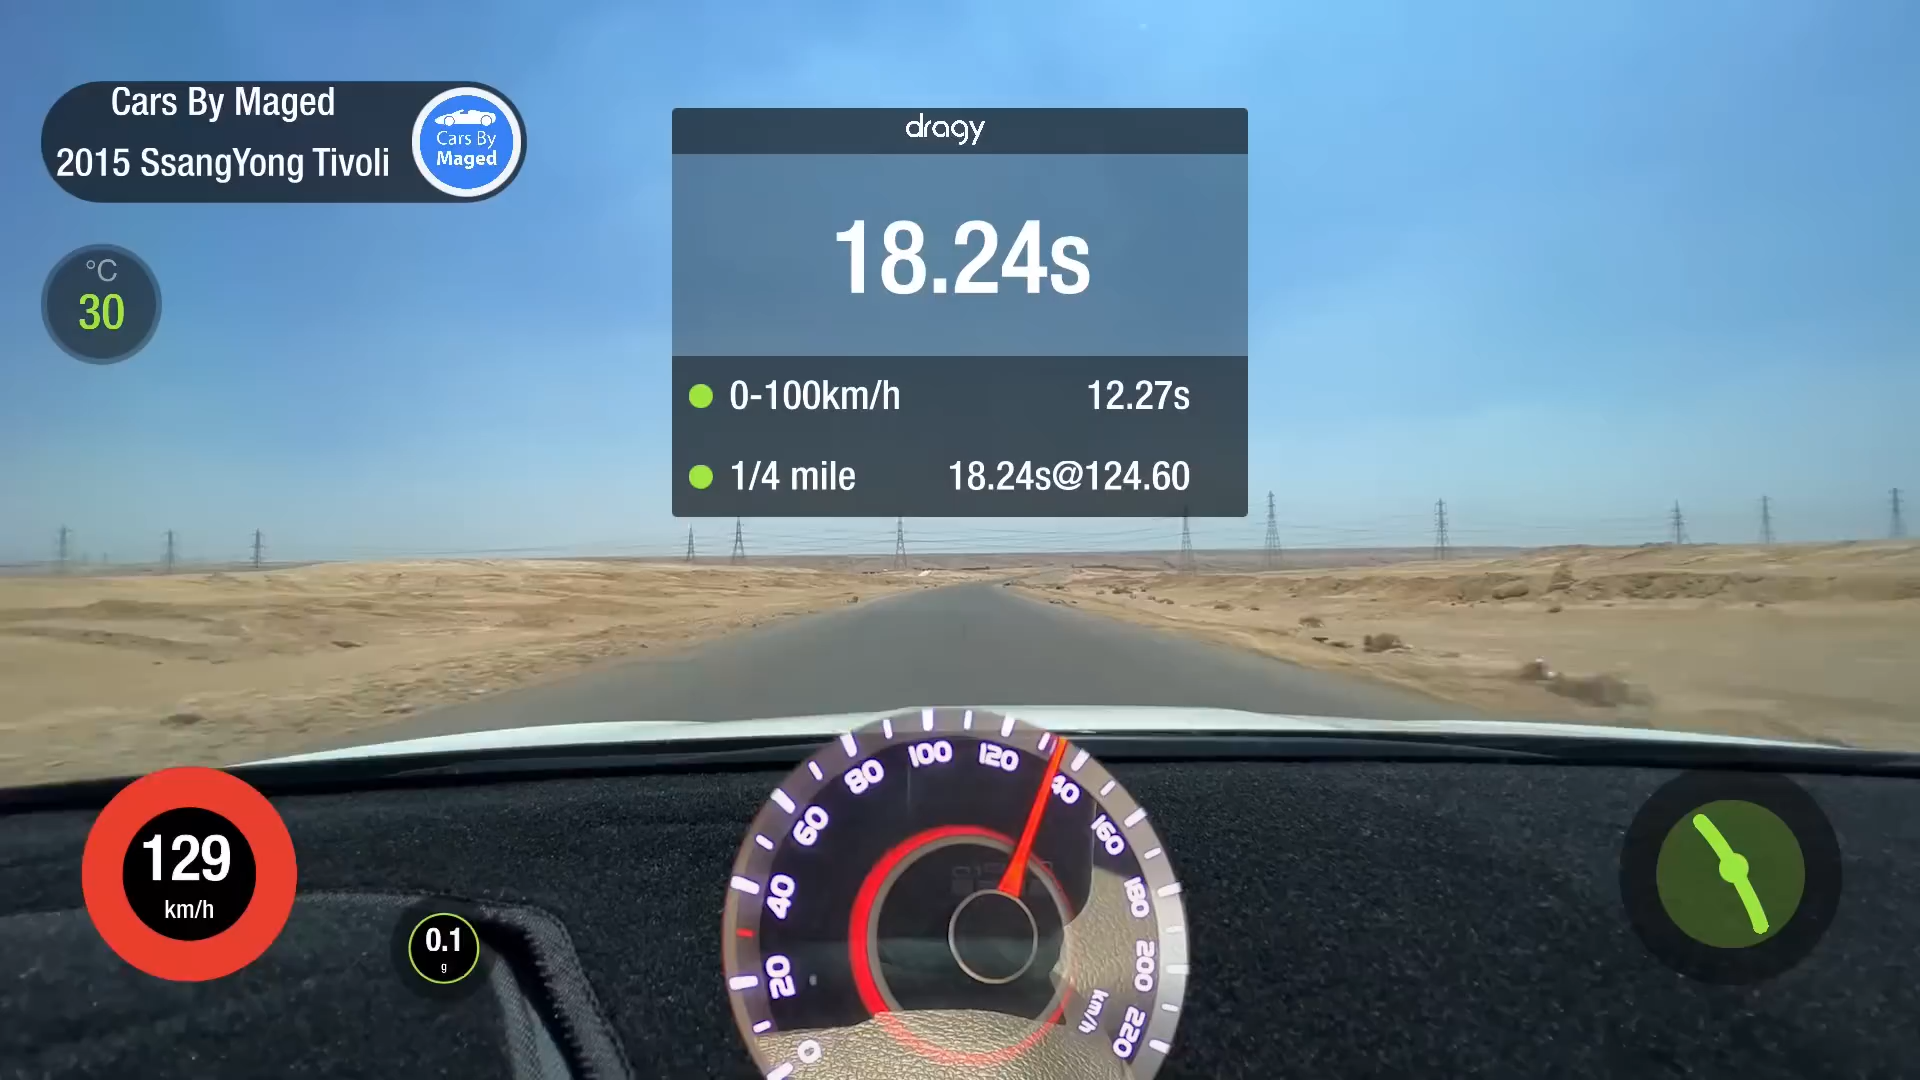 Cars By Maged
2015 SsangYong Tivoli
Cars By
Maged
°C
30
dragy
18.24s
0-100km/h 12.27s
1/4 mile 18.24s@124.60
129
km/h
0.1
g
0
20
40
60
80
100
120
40
160
180
200
220
km/h